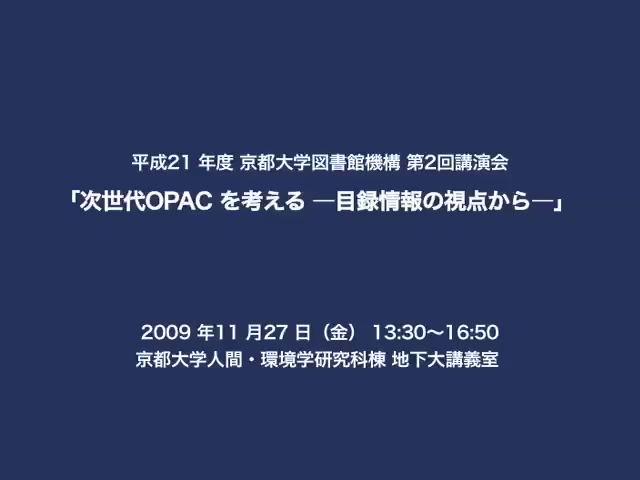 平成21 年度 京都大学図書館機構 第2回講演会
「次世代OPAC を考える ―目録情報の視点から―」
2009 年11 月27 日（金） 13:30～16:50
京都大学人間・環境学研究科棟 地下大講義室